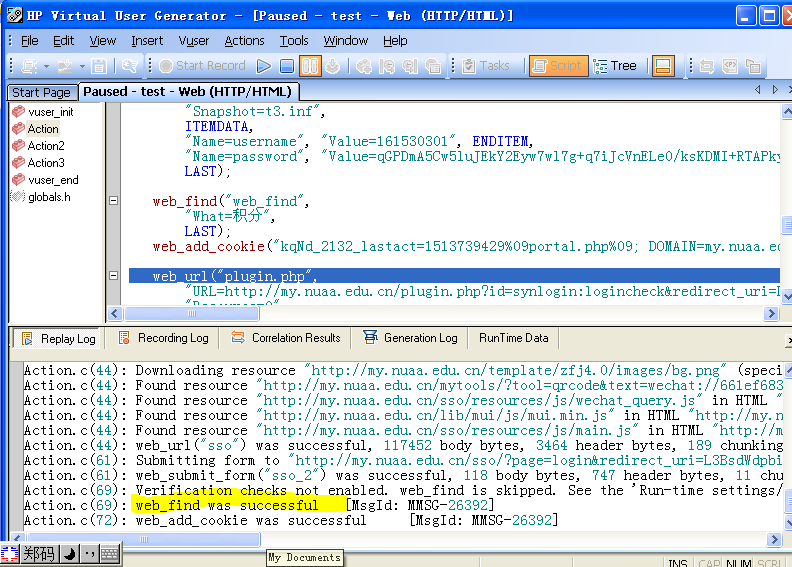 HP Virtual User Generator - [Paused - test - Web (HTTP/HTML)]
File Edit View Insert Vuser Actions Tools Window Help
Start Record Tasks Script Tree
Start Page Paused - test - Web (HTTP/HTML)
vuser_init
Action
Action2
Action3
vuser_end
globals.h
"Snapshot=t3.inf",
ITEMDATA,
"Name=username", "Value=161530301", ENDITEM,
"Name=password", "Value=qGPDmA5Cw5luJEkY2Eyw7wl7g+q7iJcVnELe0/ksKDMI+RTAPky
LAST);
web_find("web_find",
"What=积分",
LAST);
web_add_cookie("kqNd_2132_lastact=1513739429%09portal.php%09; DOMAIN=my.nuaa.ed
web_url("plugin.php",
"URL=http://my.nuaa.edu.cn/plugin.php?id=synlogin:logincheck&redirect_uri=L
Replay Log Recording Log Correlation Results Generation Log RunTime Data
Action.c(44): Downloading resource "http://my.nuaa.edu.cn/template/zfj4.0/images/bg.png" (speci
Action.c(44): Found resource "http://my.nuaa.edu.cn/mytools/?tool=qrcode&text=wechat://661ef683
Action.c(44): Found resource "http://my.nuaa.edu.cn/sso/resources/js/wechat_query.js" in HTML "
Action.c(44): Found resource "http://my.nuaa.edu.cn/lib/mui/js/mui.min.js" in HTML "http://my.n
Action.c(44): Found resource "http://my.nuaa.edu.cn/sso/resources/js/main.js" in HTML "http://m
Action.c(44): web_url("sso") was successful, 117452 body bytes, 3464 header bytes, 189 chunking
Action.c(61): Submitting form to "http://my.nuaa.edu.cn/sso/?page=login&redirect_uri=L3BsdWdpbi
Action.c(61): web_submit_form("sso_2") was successful, 118 body bytes, 747 header bytes, 11 chu
Action.c(69): Verification checks not enabled. web_find is skipped. See the 'Run-time settings/
Action.c(69): web_find was successful [MsgId: MMSG-26392]
Action.c(72): web_add_cookie was successful [MsgId: MMSG-26392]
郑码
My Documents
INS CAP NUM SCRL